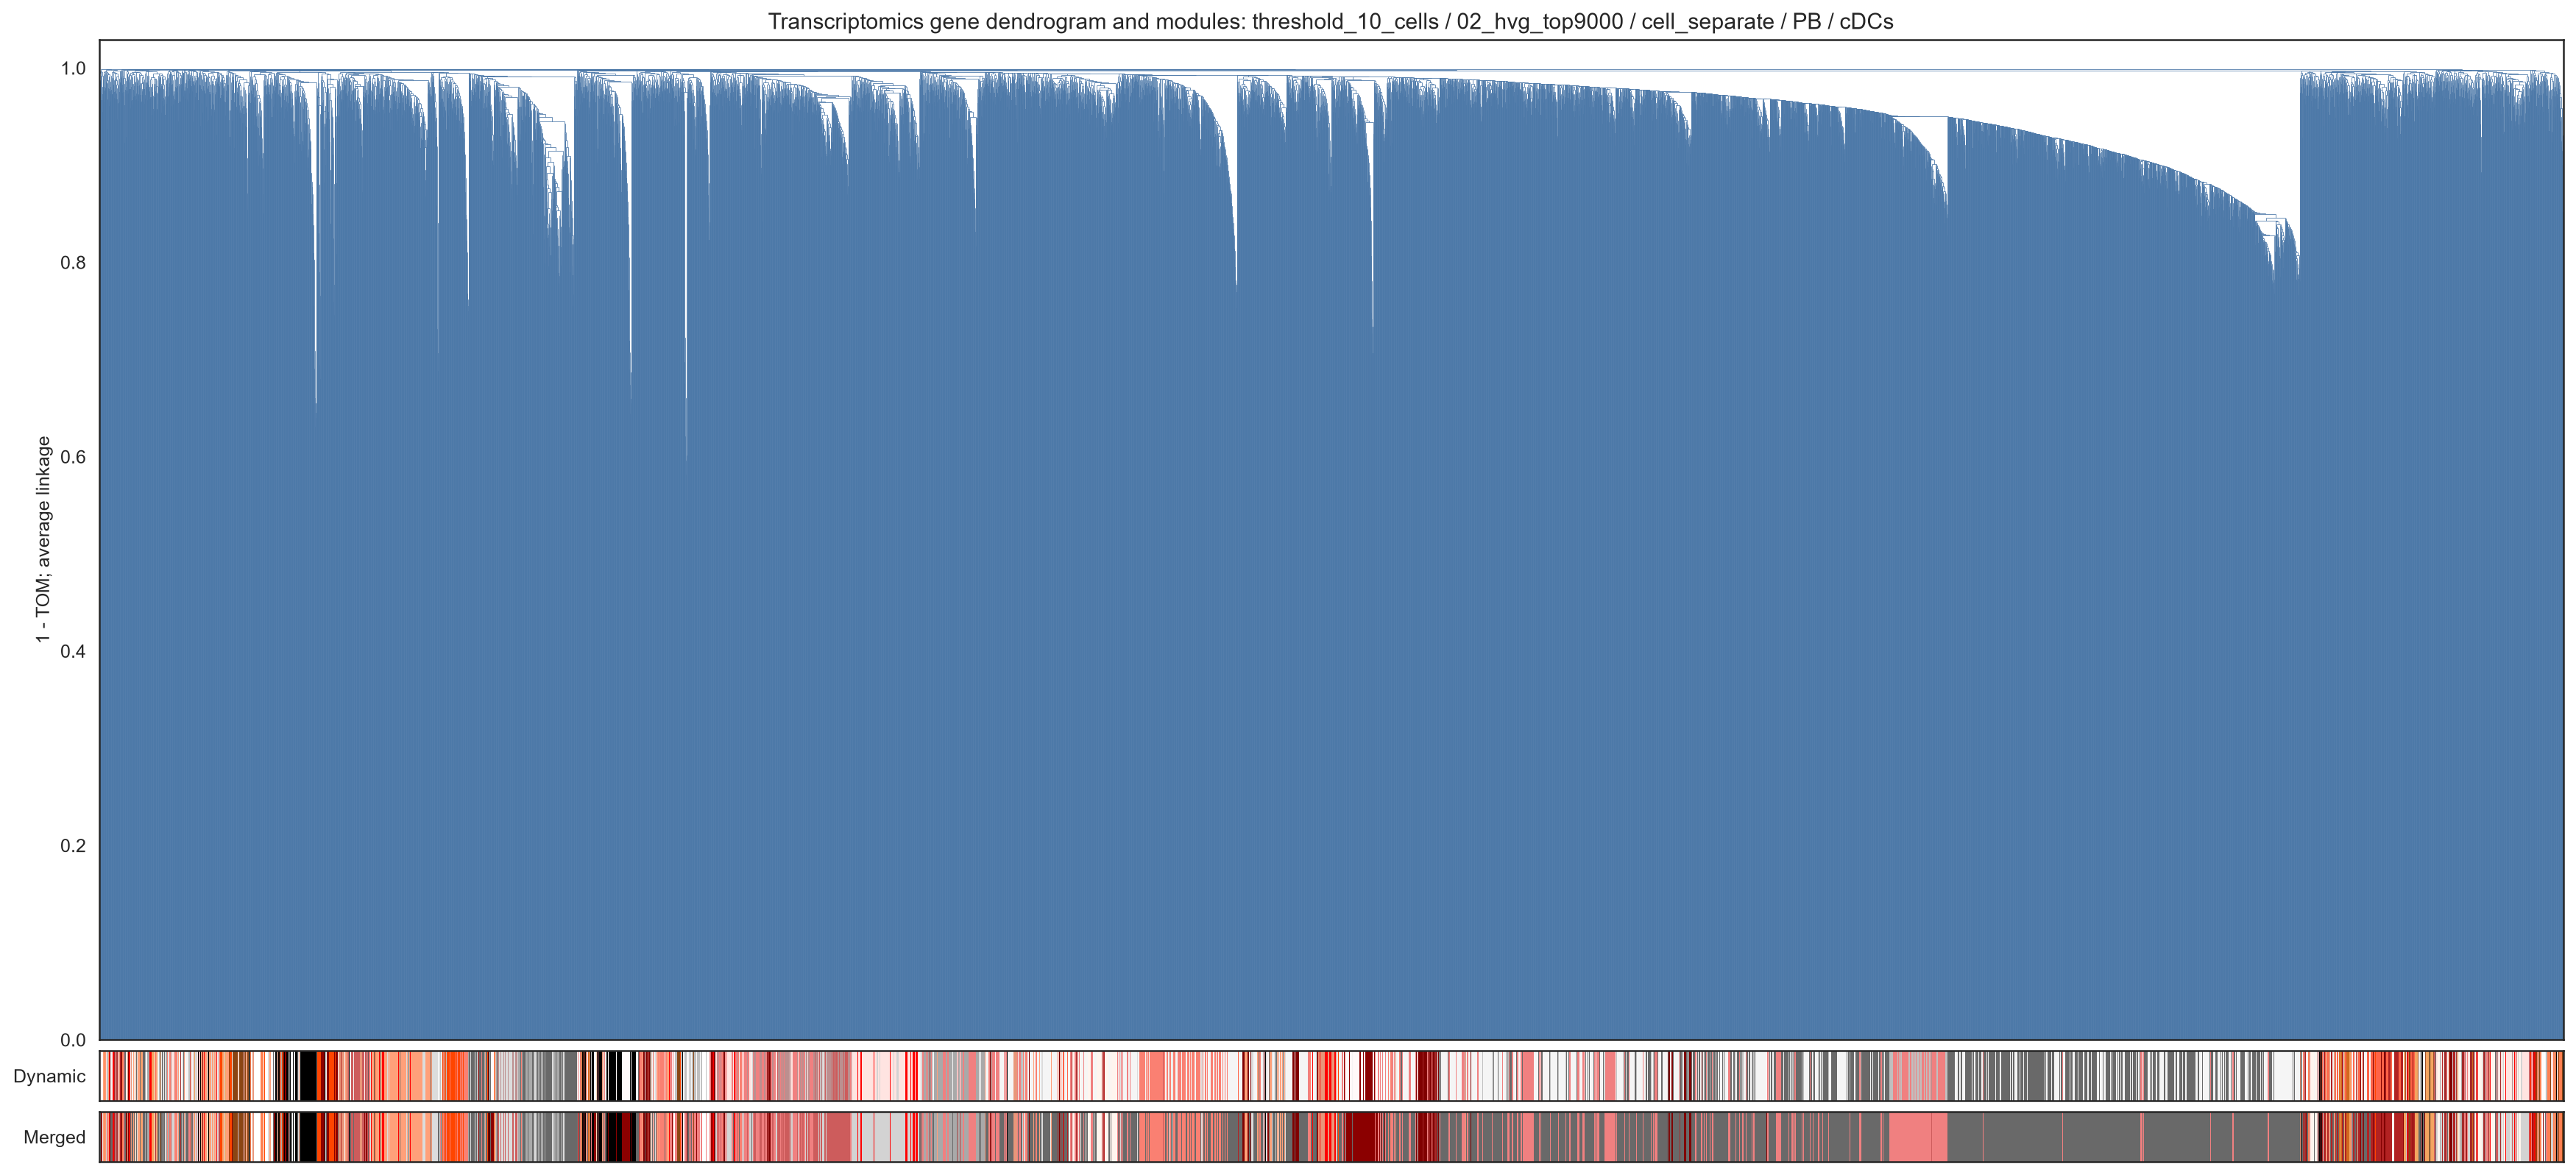 Transcriptomics gene dendrogram and modules: threshold_10_cells / 02_hvg_top9000 / cell_separate / PB / cDCs
1.0
0.8
0.6
0.4
0.2
0.0
1 - TOM; average linkage
Dynamic
Merged